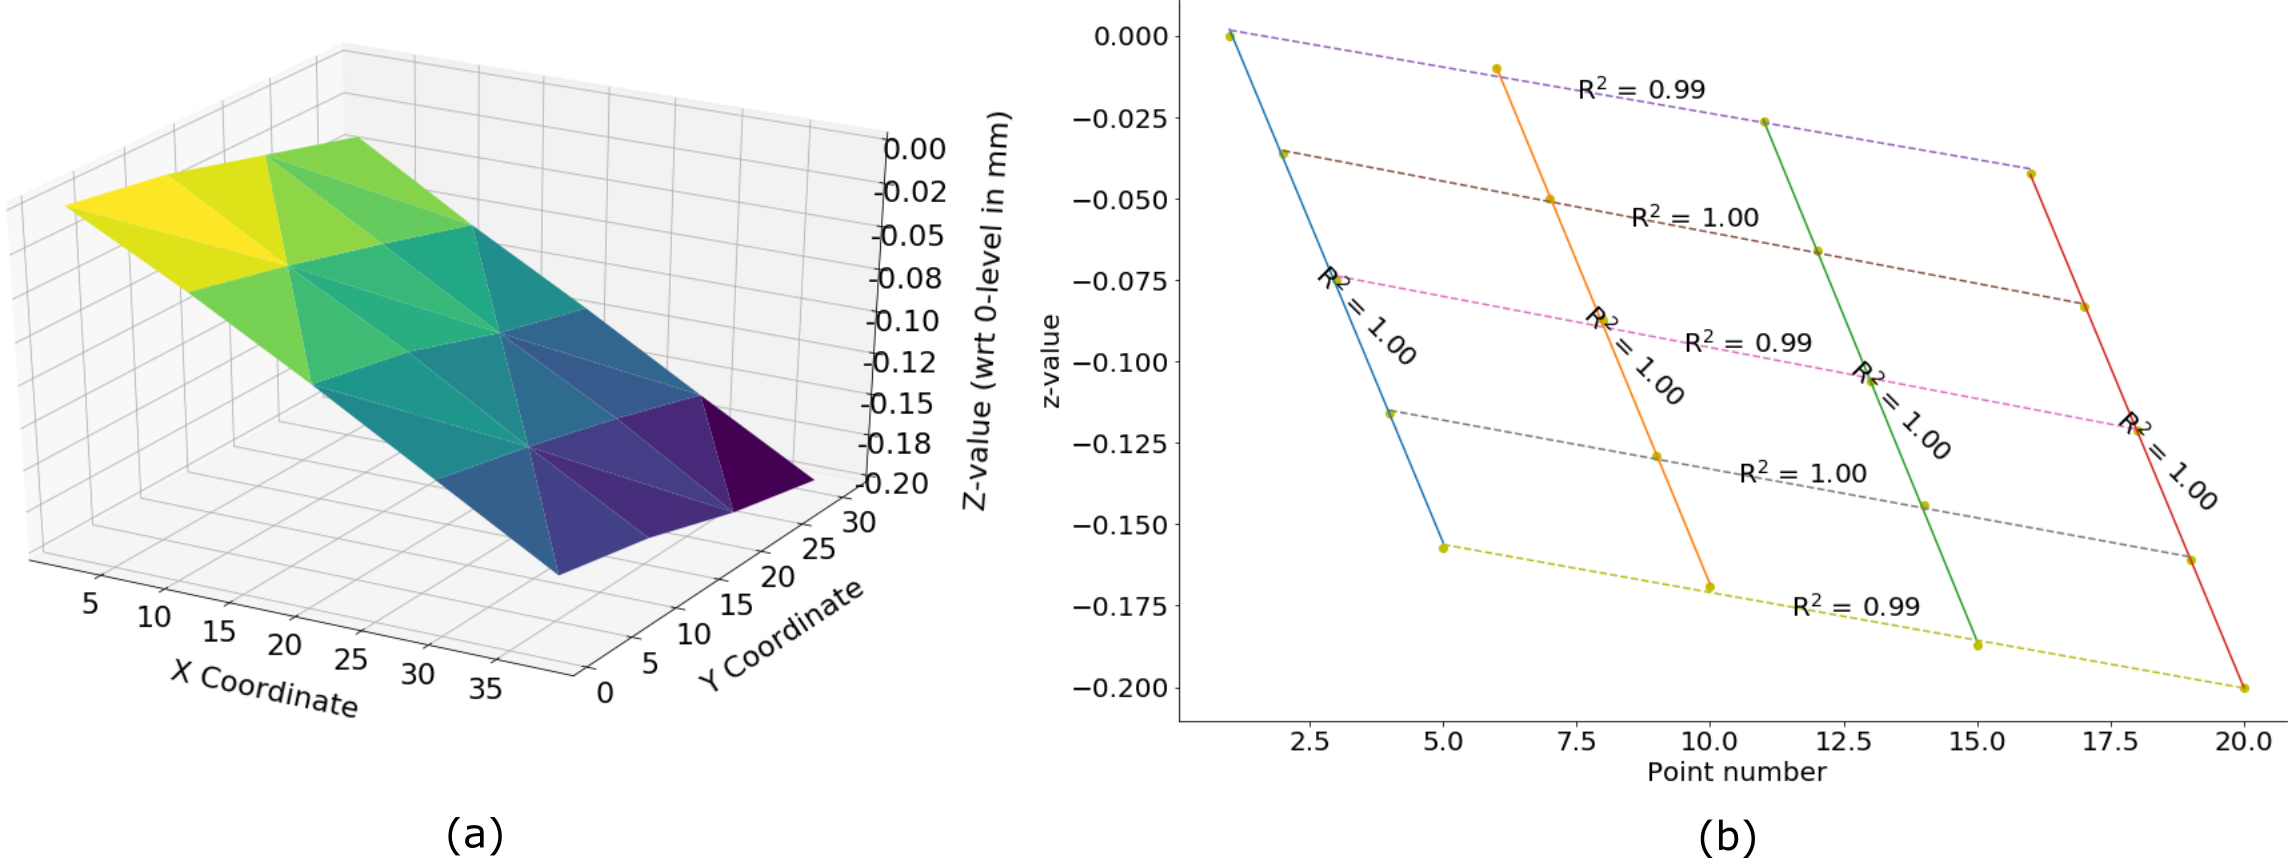 0.00
-0.02
-0.05
-0.08
-0.10
-0.12
-0.15
-0.18
-0.20
Z-value (wrt 0-level in mm)
5
10
15
20
25
30
35
X Coordinate
0
5
10
15
20
25
30
Y Coordinate
(a)
0.000
−0.025
−0.050
−0.075
−0.100
−0.125
−0.150
−0.175
−0.200
z-value
R² = 0.99
R² = 1.00
R² = 0.99
R² = 1.00
R² = 0.99
R² = 1.00
R² = 1.00
R² = 1.00
R² = 1.00
2.5
5.0
7.5
10.0
12.5
15.0
17.5
20.0
Point number
(b)